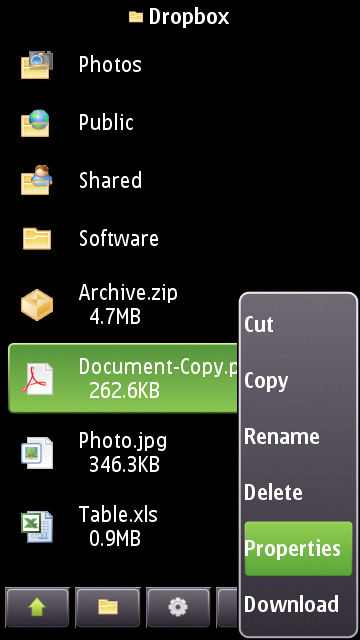 Dropbox
Photos
Public
Shared
Software
Archive.zip
4.7MB
Document-Copy.p
262.6KB
Photo.jpg
346.3KB
Table.xls
0.9MB
Cut
Copy
Rename
Delete
Properties
Download